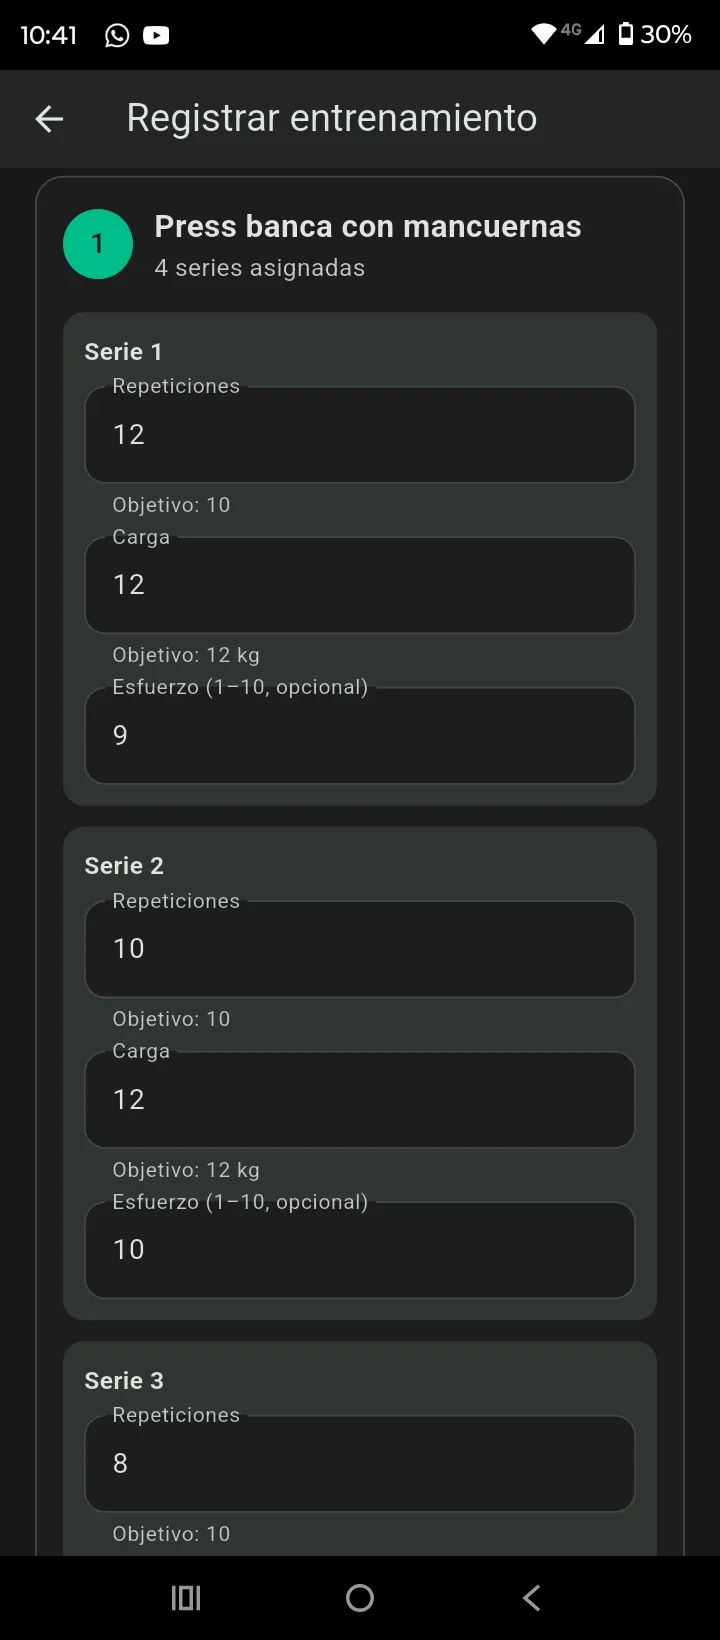 10:41 4G 30%
Registrar entrenamiento
1
Press banca con mancuernas
4 series asignadas
Serie 1
Repeticiones
12
Objetivo: 10
Carga
12
Objetivo: 12 kg
Esfuerzo (1–10, opcional)
9
Serie 2
Repeticiones
10
Objetivo: 10
Carga
12
Objetivo: 12 kg
Esfuerzo (1–10, opcional)
10
Serie 3
Repeticiones
8
Objetivo: 10